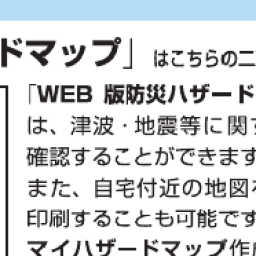 ドマップ」 はこちらの二
「WEB 版防災ハザード
は、津波・地震等に関す
確認することができます
また、自宅付近の地図を
印刷することも可能です
マイハザードマップ作成